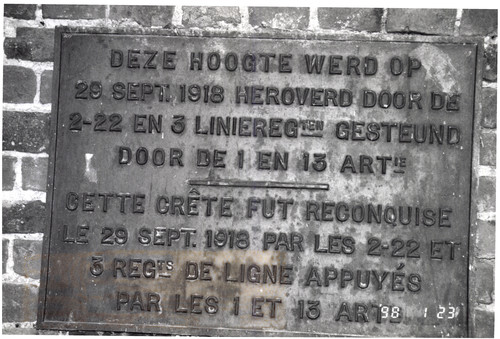 DEZE HOOGTE WERD OP
29 SEPT. 1918 HEROVERD DOOR DE
2-22 EN 3 LINIEREGTEN GESTEUND
DOOR DE 1 EN 13 ARTIE
CETTE CRÊTE FUT RECONQUISE
LE 29 SEPT. 1918 PAR LES 2-22 ET
3 REGTS DE LIGNE APPUYÉS
PAR LES 1 ET 13 ARTIE
'98 1 23